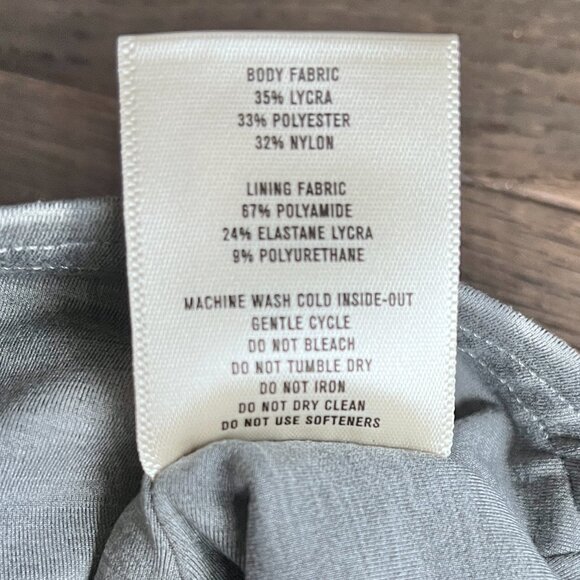 BODY FABRIC
35% LYCRA
33% POLYESTER
32% NYLON
LINING FABRIC
67% POLYAMIDE
24% ELASTANE LYCRA
9% POLYURETHANE
MACHINE WASH COLD INSIDE-OUT
GENTLE CYCLE
DO NOT BLEACH
DO NOT TUMBLE DRY
DO NOT IRON
DO NOT DRY CLEAN
DO NOT USE SOFTENERS